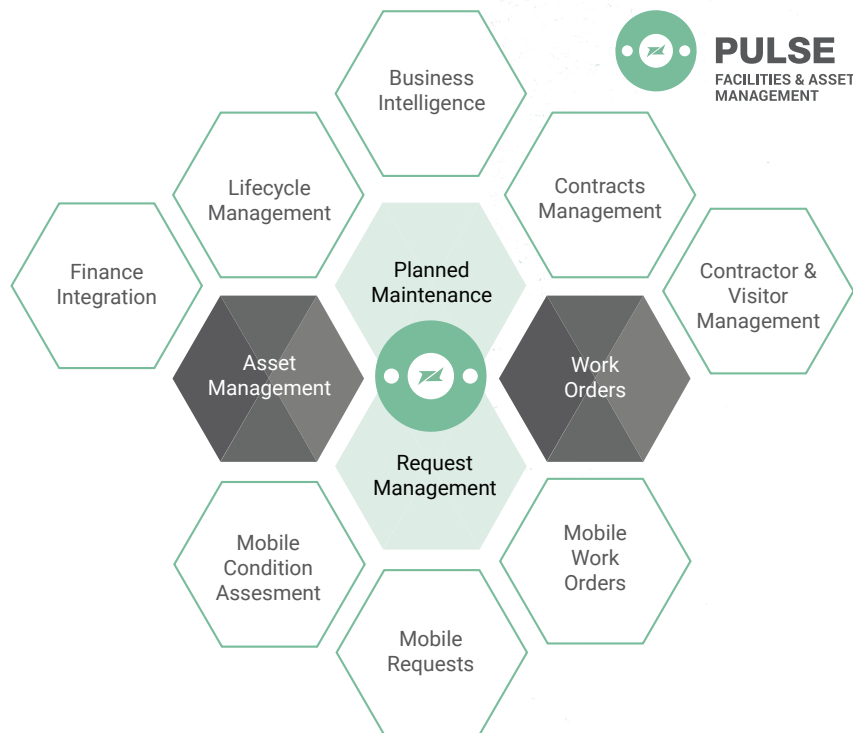 PULSE
FACILITIES & ASSET
MANAGEMENT
Business
Intelligence
Lifecycle
Management
Contracts
Management
Finance
Integration
Planned
Maintenance
Contractor &
Visitor
Management
Asset
Management
Work
Orders
Request
Management
Mobile
Condition
Assesment
Mobile
Work
Orders
Mobile
Requests